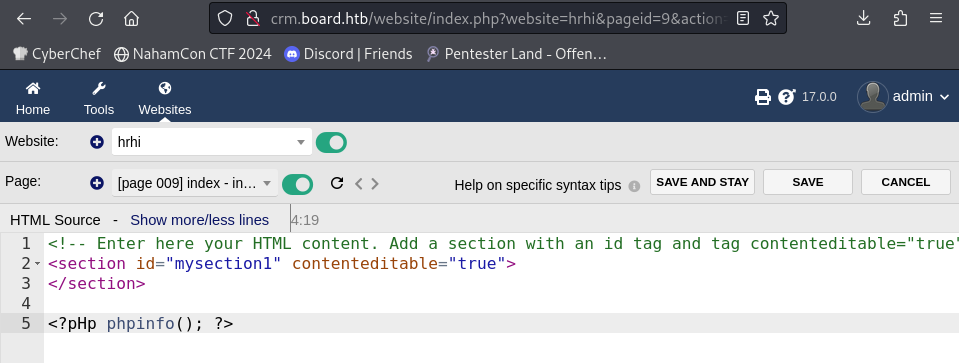 crm.board.htb/website/index.php?website=hrhi&pageid=9&action=
CyberChef NahamCon CTF 2024 Discord | Friends Pentester Land - Offen…
Home Tools Websites 17.0.0 admin
Website: hrhi
Page: [page 009] index - in... Help on specific syntax tips SAVE AND STAY SAVE CANCEL
HTML Source - Show more/less lines 4:19
1 <!-- Enter here your HTML content. Add a section with an id tag and tag contenteditable="true"
2 <section id="mysection1" contenteditable="true">
3 </section>
4
5 <?pHp phpinfo(); ?>